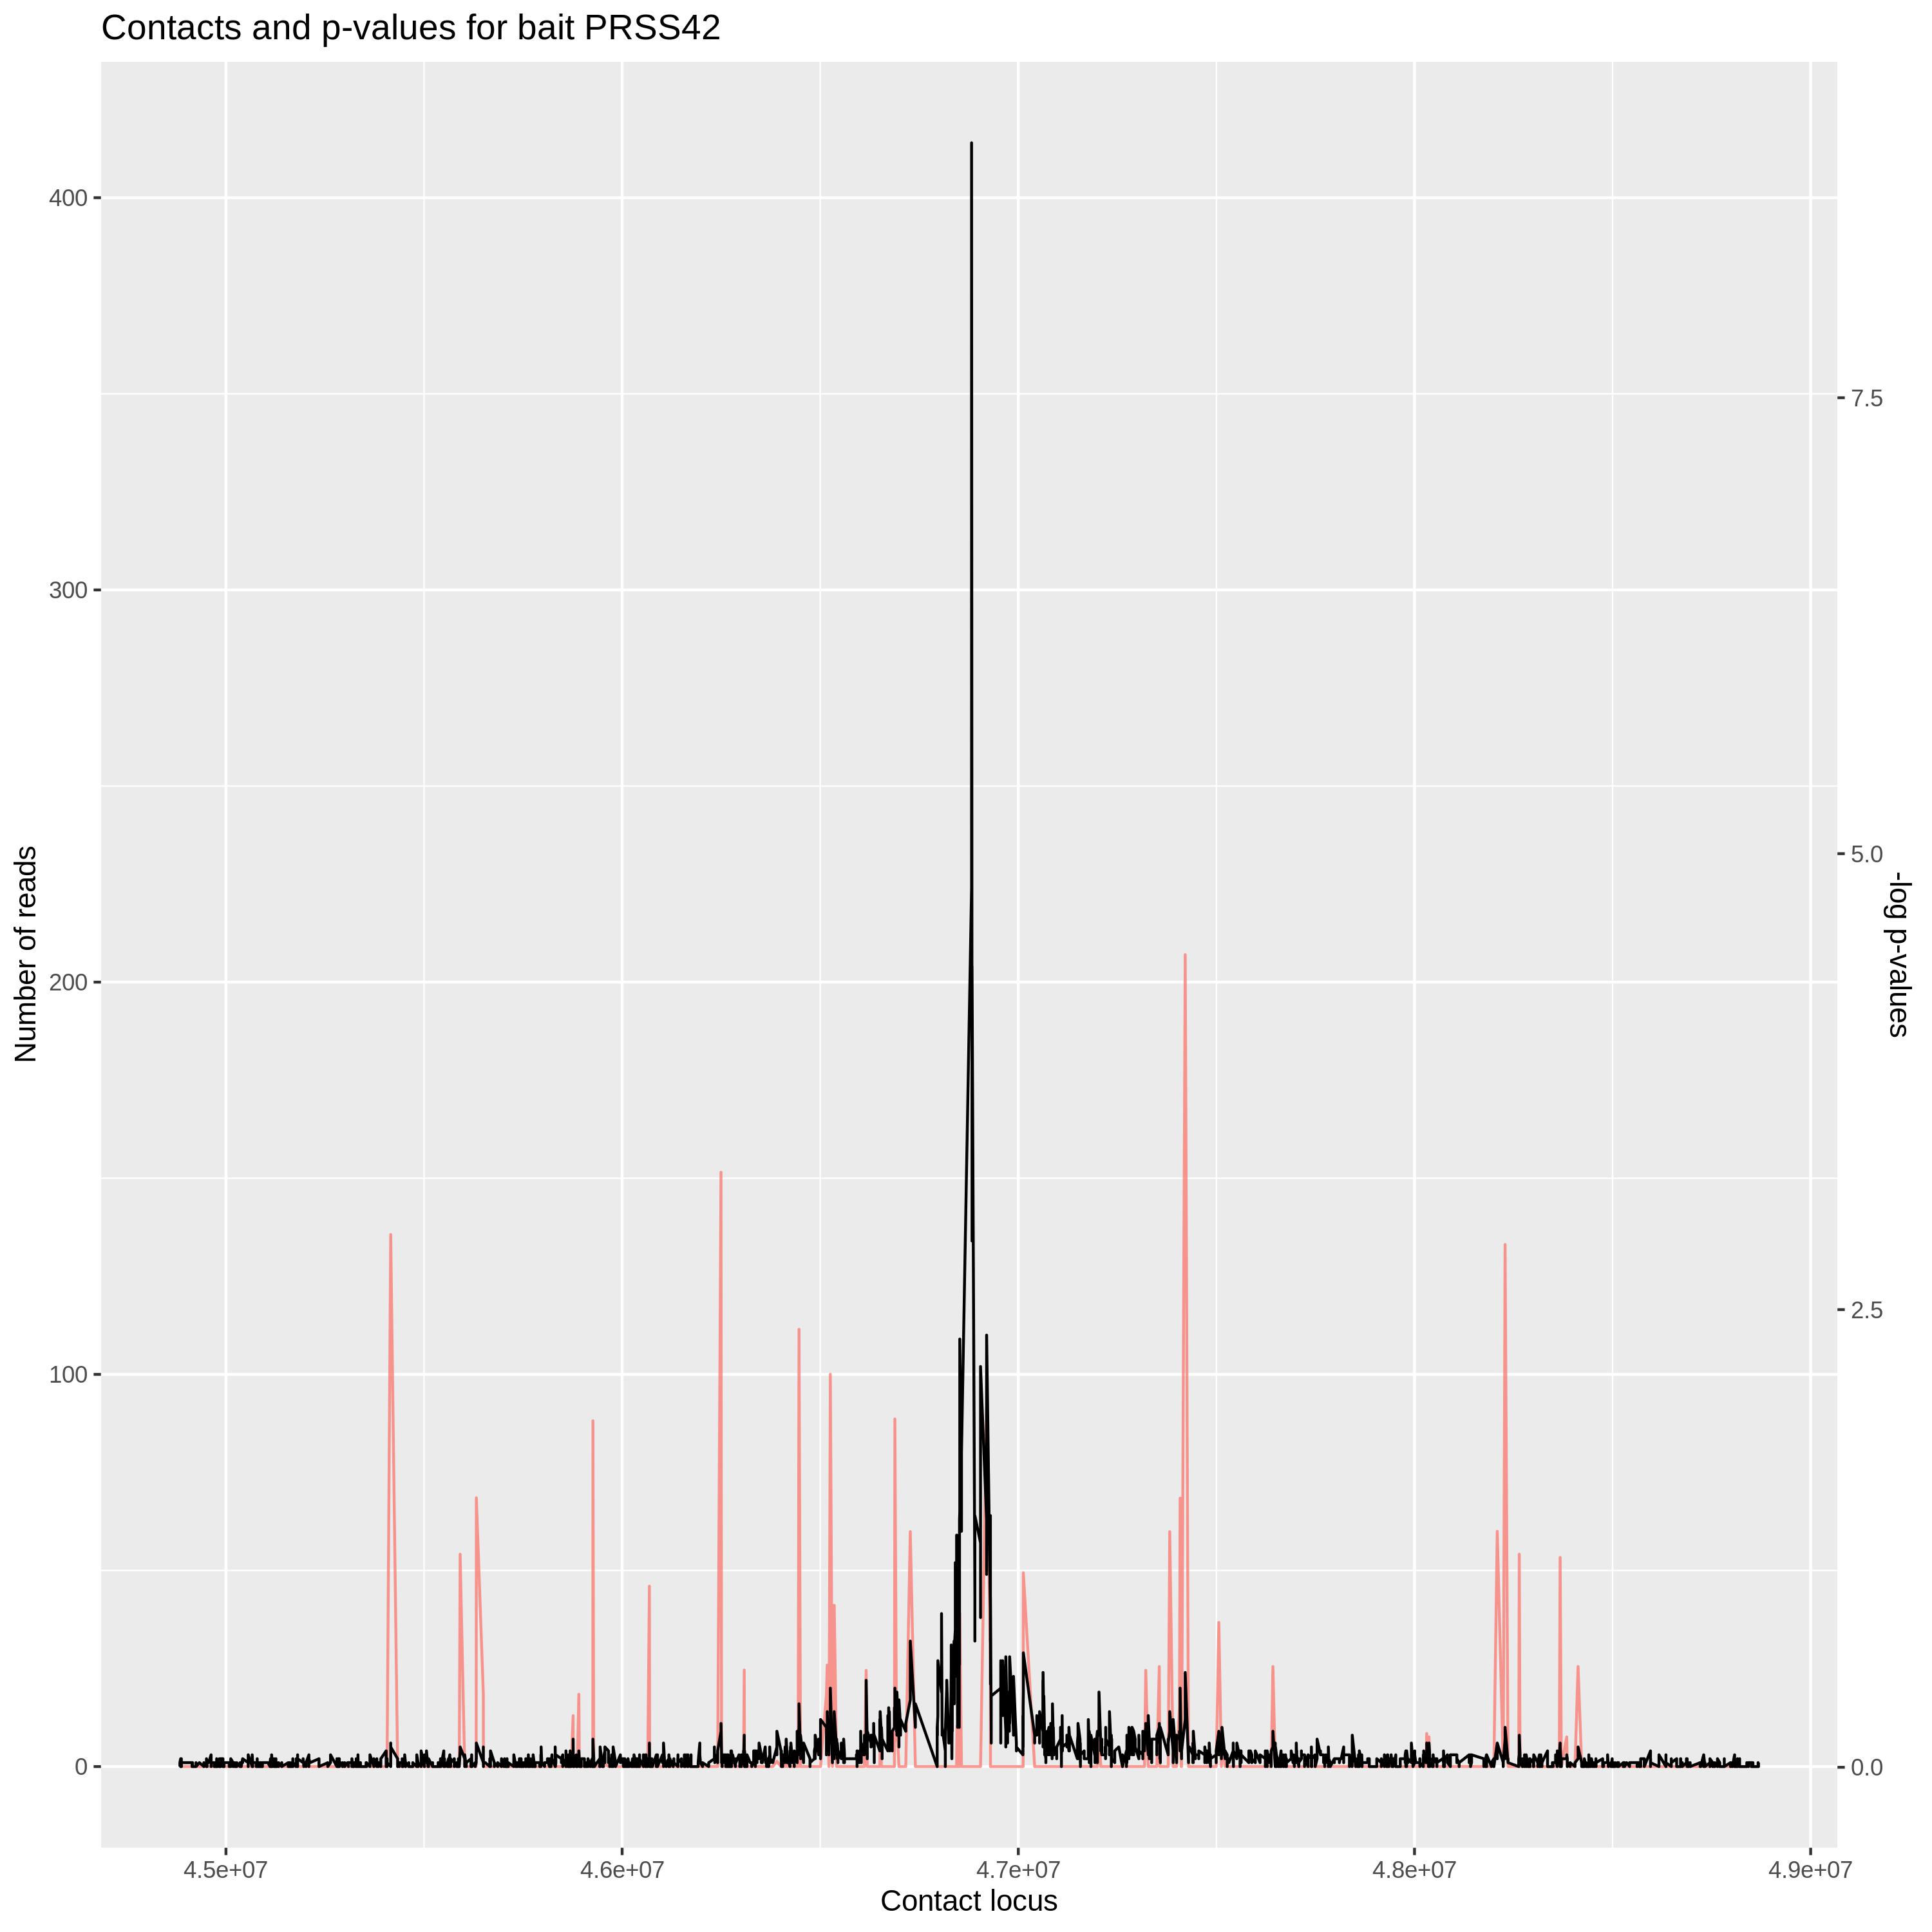 Contacts and p-values for bait PRSS42
400
300
200
100
0
Number of reads
7.5
5.0
2.5
0.0
-log p-values
4.5e+07
4.6e+07
4.7e+07
4.8e+07
4.9e+07
Contact locus